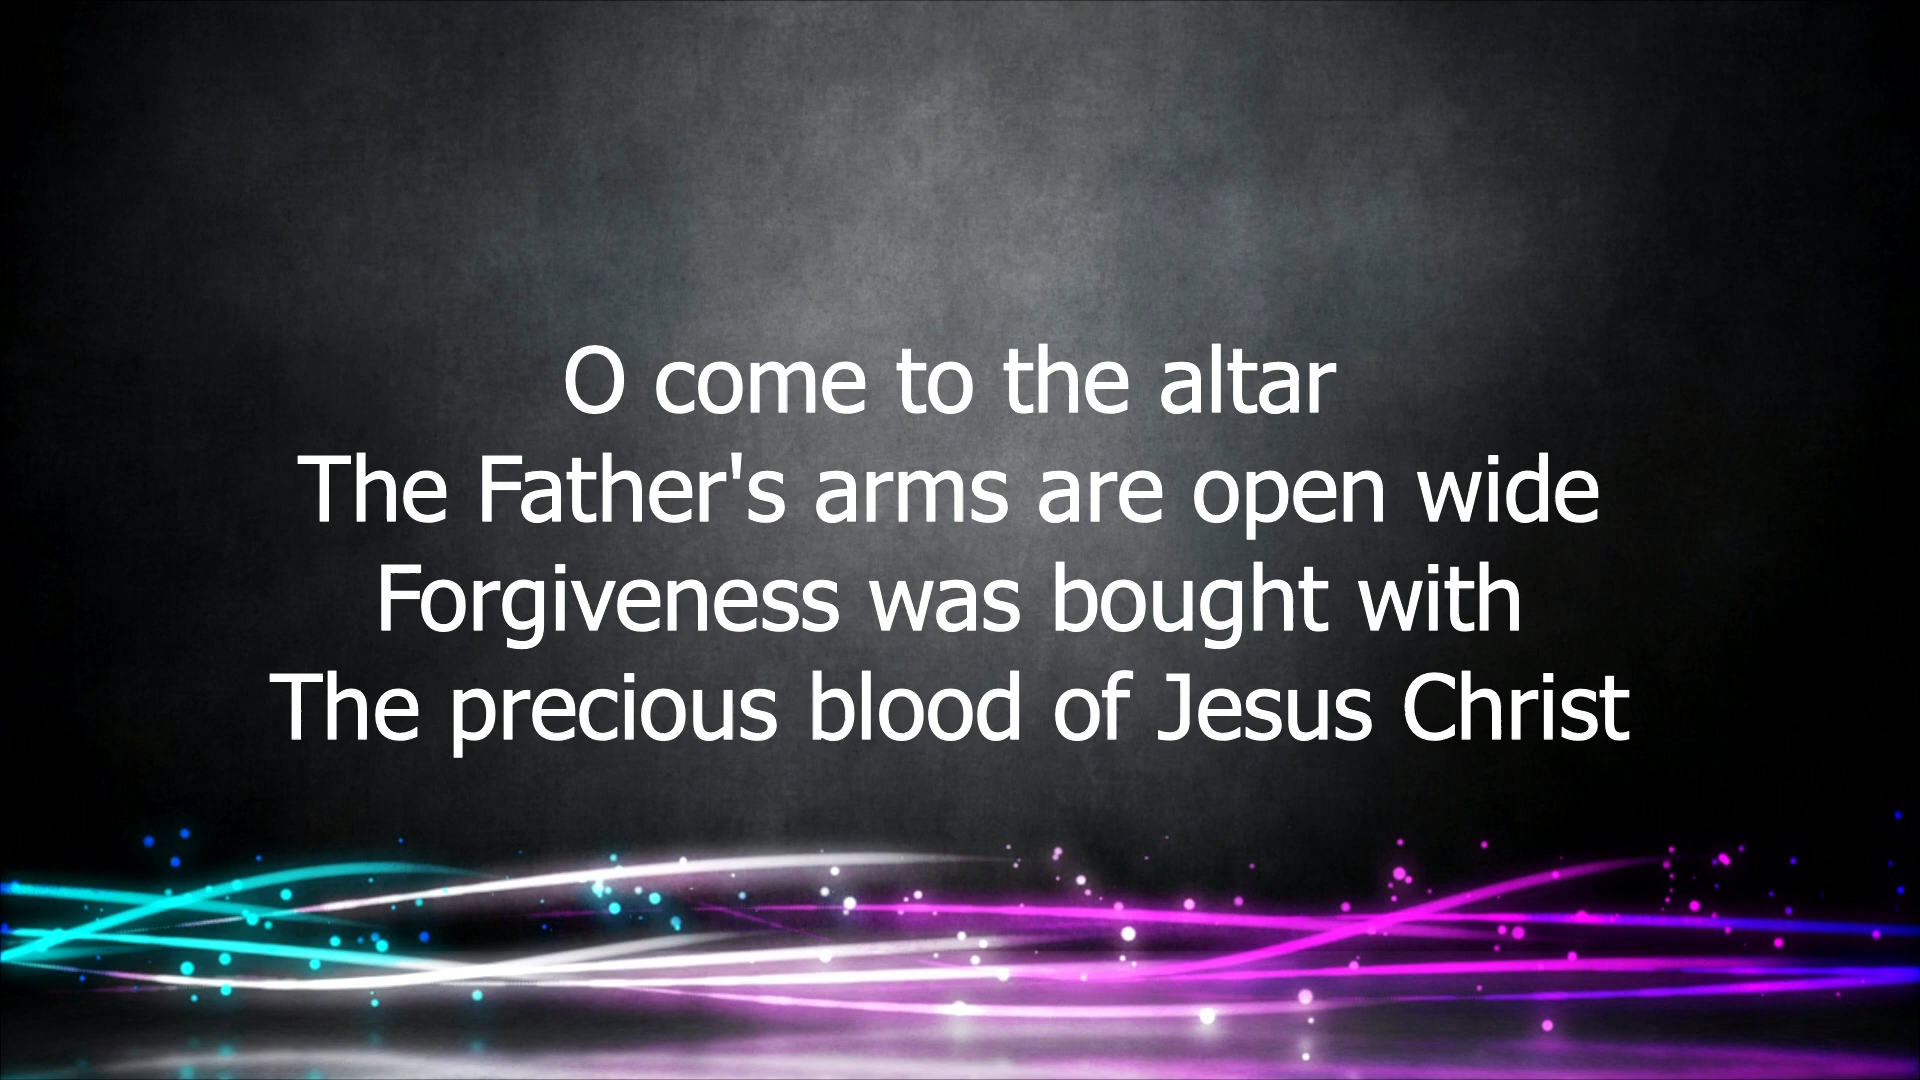 O come to the altar
The Father's arms are open wide
Forgiveness was bought with
The precious blood of Jesus Christ